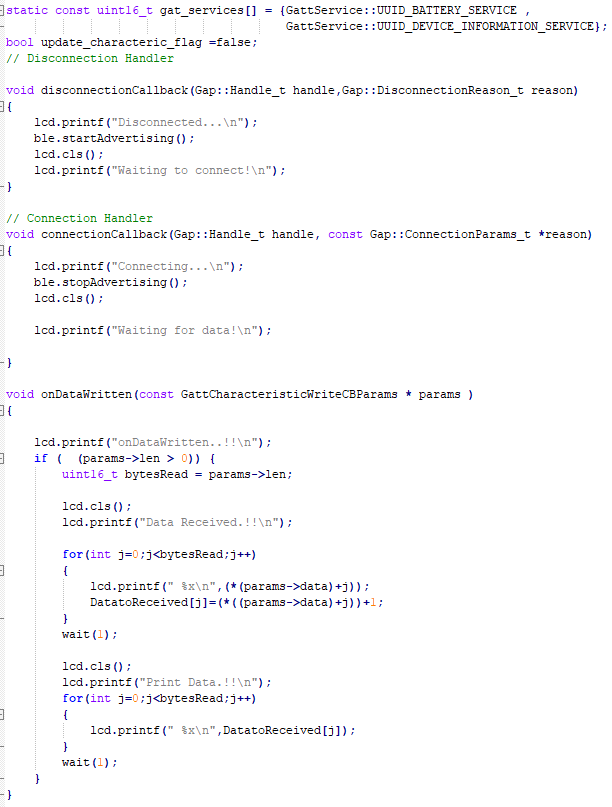 static const uint16_t gat_services[] = {GattService::UUID_BATTERY_SERVICE ,
                                        GattService::UUID_DEVICE_INFORMATION_SERVICE};
bool update_characteric_flag =false;
// Disconnection Handler

void disconnectionCallback(Gap::Handle_t handle,Gap::DisconnectionReason_t reason)
{
    lcd.printf("Disconnected...\n");
    ble.startAdvertising();
    lcd.cls();
    lcd.printf("Waiting to connect!\n");
}

// Connection Handler
void connectionCallback(Gap::Handle_t handle, const Gap::ConnectionParams_t *reason)
{
    lcd.printf("Connecting...\n");
    ble.stopAdvertising();
    lcd.cls();

    lcd.printf("Waiting for data!\n");

}

void onDataWritten(const GattCharacteristicWriteCBParams * params )
{

    lcd.printf("onDataWritten..!!\n");
    if (  (params->len > 0)) {
        uint16_t bytesRead = params->len;

        lcd.cls();
        lcd.printf("Data Received.!!\n");

        for(int j=0;j<bytesRead;j++)
        {
            lcd.printf(" %x\n",(*(params->data)+j));
            DatatoReceived[j]=(*((params->data)+j))+1;
        }
        wait(1);

        lcd.cls();
        lcd.printf("Print Data.!!\n");
        for(int j=0;j<bytesRead;j++)
        {
            lcd.printf(" %x\n",DatatoReceived[j]);
        }
        wait(1);
    }
}